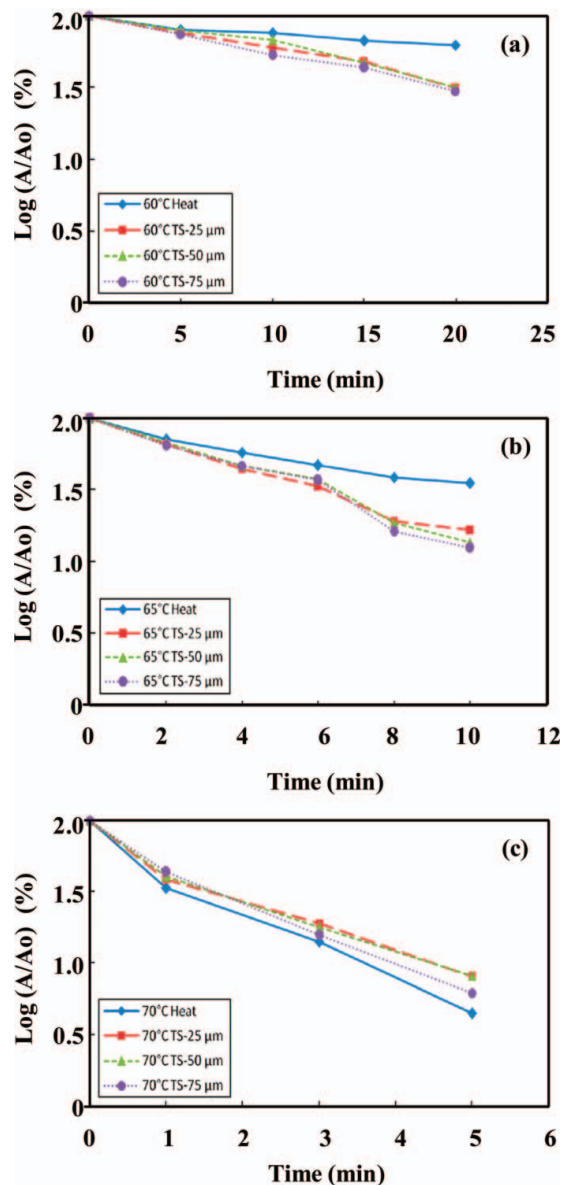 (a)
Log (A/Ao) (%)
2.0
1.5
1.0
0.5
0
60°C Heat
60°C TS-25 μm
60°C TS-50 μm
60°C TS-75 μm
0 5 10 15 20 25
Time (min)
(b)
Log (A/Ao) (%)
2.0
1.5
1.0
0.5
0
65°C Heat
65°C TS-25 μm
65°C TS-50 μm
65°C TS-75 μm
0 2 4 6 8 10 12
Time (min)
(c)
Log (A/Ao) (%)
2.0
1.5
1.0
0.5
0
70°C Heat
70°C TS-25 μm
70°C TS-50 μm
70°C TS-75 μm
0 1 3 4 5 6
Time (min)